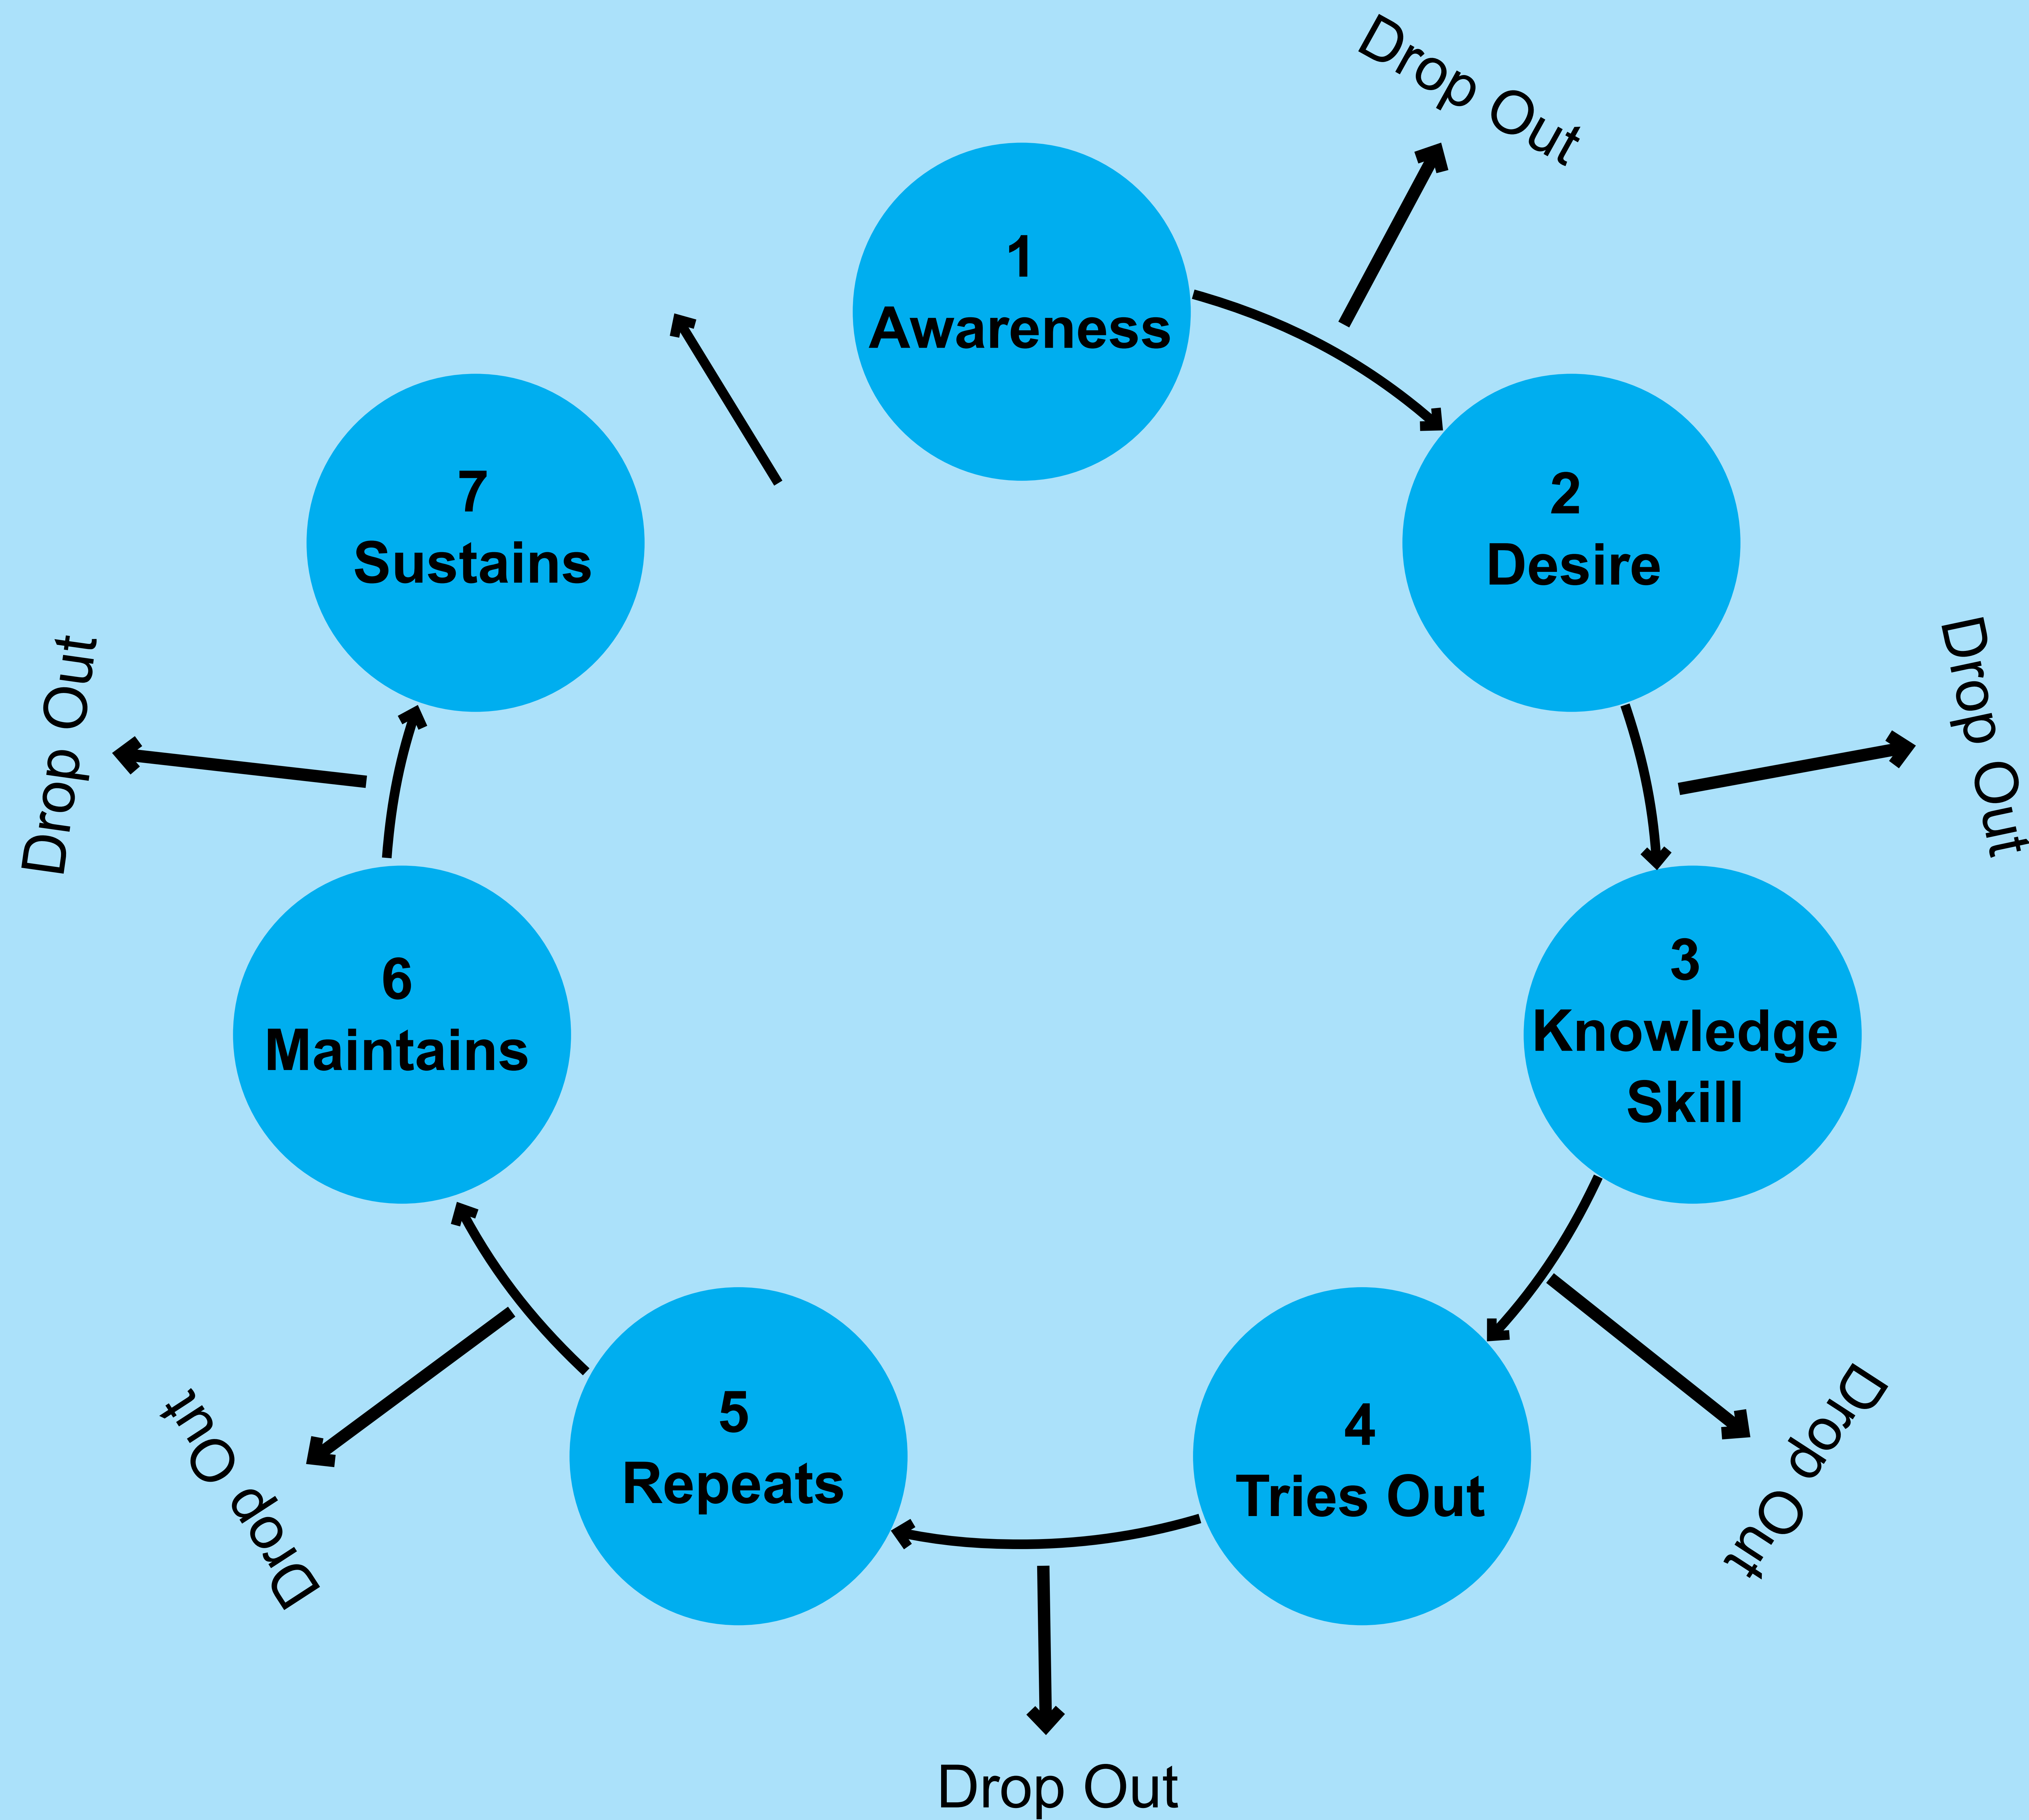 Drop Out
1
Awareness
2
Desire
Drop Out
3
Knowledge
Skill
Drop Out
4
Tries Out
Drop Out
5
Repeats
Drop Out
6
Maintains
Drop Out
7
Sustains